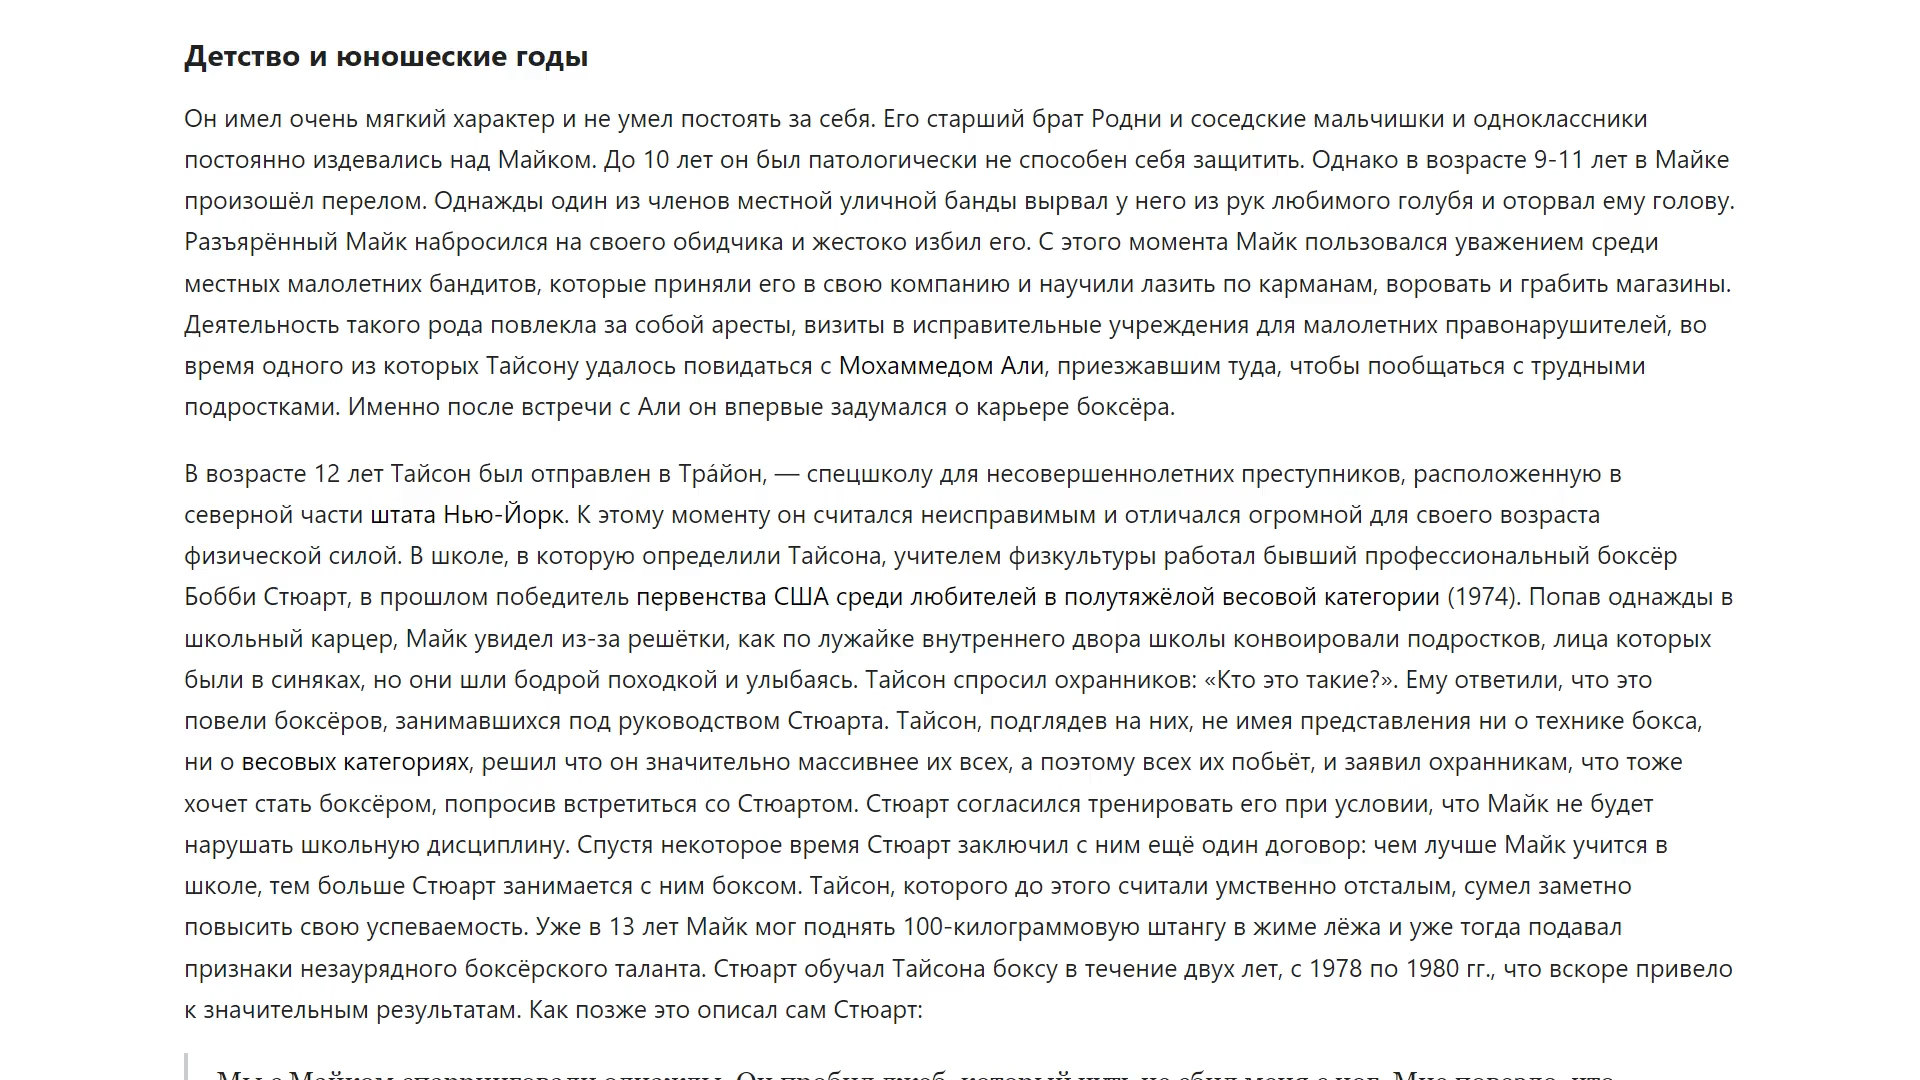 Детство и юношеские годы
Он имел очень мягкий характер и не умел постоять за себя. Его старший брат Родни и соседские мальчишки и одноклассники
постоянно издевались над Майком. До 10 лет он был патологически не способен себя защитить. Однако в возрасте 9-11 лет в Майке
произошёл перелом. Однажды один из членов местной уличной банды вырвал у него из рук любимого голубя и оторвал ему голову.
Разъярённый Майк набросился на своего обидчика и жестоко избил его. С этого момента Майк пользовался уважением среди
местных малолетних бандитов, которые приняли его в свою компанию и научили лазить по карманам, воровать и грабить магазины.
Деятельность такого рода повлекла за собой аресты, визиты в исправительные учреждения для малолетних правонарушителей, во
время одного из которых Тайсону удалось повидаться с Мохаммедом Али, приезжавшим туда, чтобы пообщаться с трудными
подростками. Именно после встречи с Али он впервые задумался о карьере боксёра.
В возрасте 12 лет Тайсон был отправлен в Тра́йон, — спецшколу для несовершеннолетних преступников, расположенную в
северной части штата Нью-Йорк. К этому моменту он считался неисправимым и отличался огромной для своего возраста
физической силой. В школе, в которую определили Тайсона, учителем физкультуры работал бывший профессиональный боксёр
Бобби Стюарт, в прошлом победитель первенства США среди любителей в полутяжёлой весовой категории (1974). Попав однажды в
школьный карцер, Майк увидел из-за решётки, как по лужайке внутреннего двора школы конвоировали подростков, лица которых
были в синяках, но они шли бодрой походкой и улыбаясь. Тайсон спросил охранников: «Кто это такие?». Ему ответили, что это
повели боксёров, занимавшихся под руководством Стюарта. Тайсон, подглядев на них, не имея представления ни о технике бокса,
ни о весовых категориях, решил что он значительно массивнее их всех, а поэтому всех их побьёт, и заявил охранникам, что тоже
хочет стать боксёром, попросив встретиться со Стюартом. Стюарт согласился тренировать его при условии, что Майк не будет
нарушать школьную дисциплину. Спустя некоторое время Стюарт заключил с ним ещё один договор: чем лучше Майк учится в
школе, тем больше Стюарт занимается с ним боксом. Тайсон, которого до этого считали умственно отсталым, сумел заметно
повысить свою успеваемость. Уже в 13 лет Майк мог поднять 100-килограммовую штангу в жиме лёжа и уже тогда подавал
признаки незаурядного боксёрского таланта. Стюарт обучал Тайсона боксу в течение двух лет, с 1978 по 1980 гг., что вскоре привело
к значительным результатам. Как позже это описал сам Стюарт:
Мы с Майком спарринговали однажды. Он пробил джеб, который чуть не сбил меня с ног. Мне повезло, что